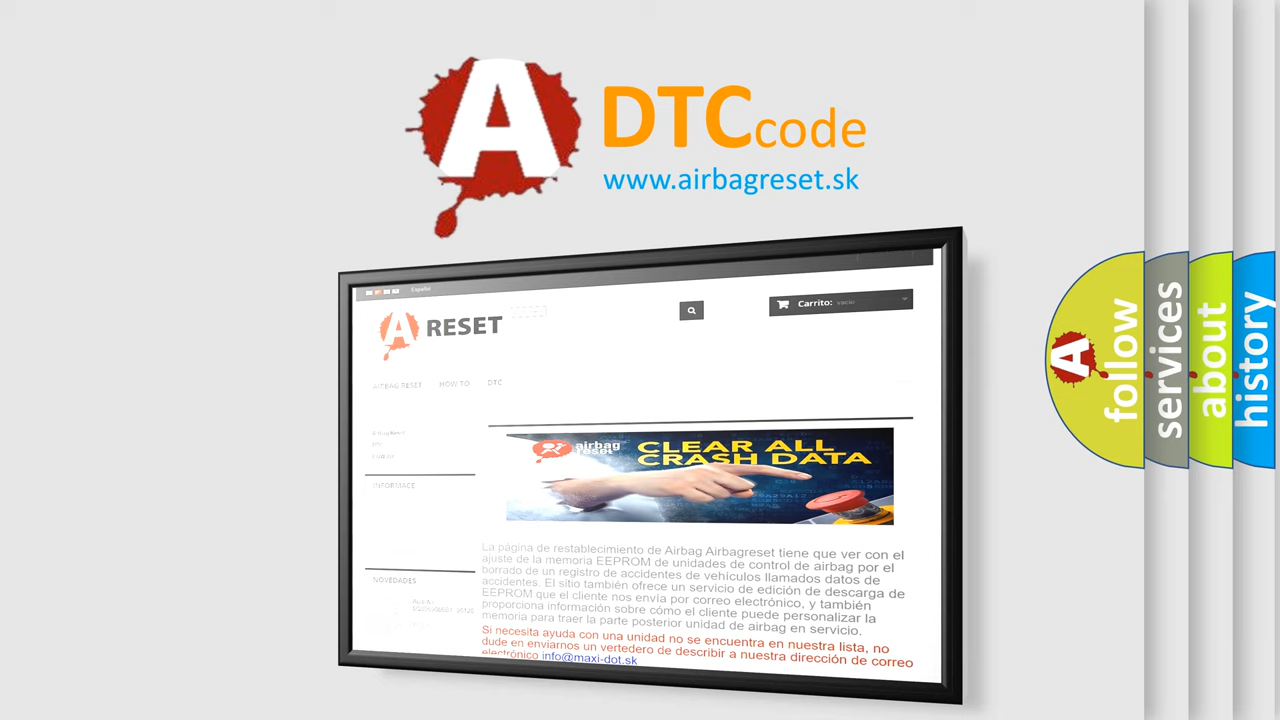 A DTCcode
www.airbagreset.sk
Español
A RESET
Carrito: vacío
AIRBAG RESET HOW TO DTC
INFORMACE
NOVEDADES
airbag reset
CLEAR ALL
CRASH DATA
La página de restablecimiento de Airbag Airbagreset tiene que ver con el
ajuste de la memoria EEPROM de unidades de control de airbag por el
borrado de un registro de accidentes de vehículos llamados datos de
accidentes. El sitio también ofrece un servicio de edición de descarga de
EEPROM que el cliente nos envía por correo electrónico, y también
proporciona información sobre cómo el cliente puede personalizar la
memoria para traer la parte posterior unidad de airbag en servicio.
Si necesita ayuda con una unidad no se encuentra en nuestra lista, no
dude en enviarnos un vertedero de describir a nuestra dirección de correo
electrónico info@maxi-dot.sk
A follow
services
about
history